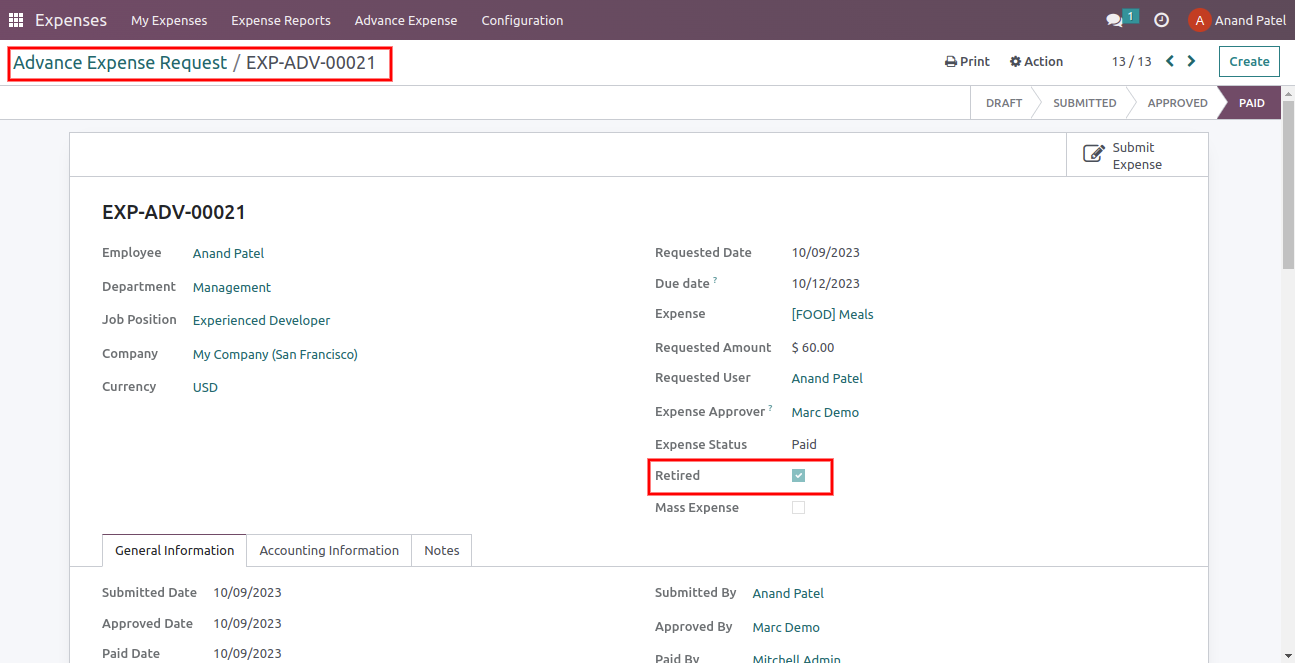 Expenses My Expenses Expense Reports Advance Expense Configuration 1 A Anand Patel
Advance Expense Request / EXP-ADV-00021 Print Action 13 / 13 Create
DRAFT SUBMITTED APPROVED PAID
Submit
Expense
EXP-ADV-00021
Employee Anand Patel
Department Management
Job Position Experienced Developer
Company My Company (San Francisco)
Currency USD
Requested Date 10/09/2023
Due date ? 10/12/2023
Expense [FOOD] Meals
Requested Amount $ 60.00
Requested User Anand Patel
Expense Approver ? Marc Demo
Expense Status Paid
Retired
Mass Expense
General Information Accounting Information Notes
Submitted Date 10/09/2023
Approved Date 10/09/2023
Paid Date 10/09/2023
Submitted By Anand Patel
Approved By Marc Demo
Paid By Mitchell Admin